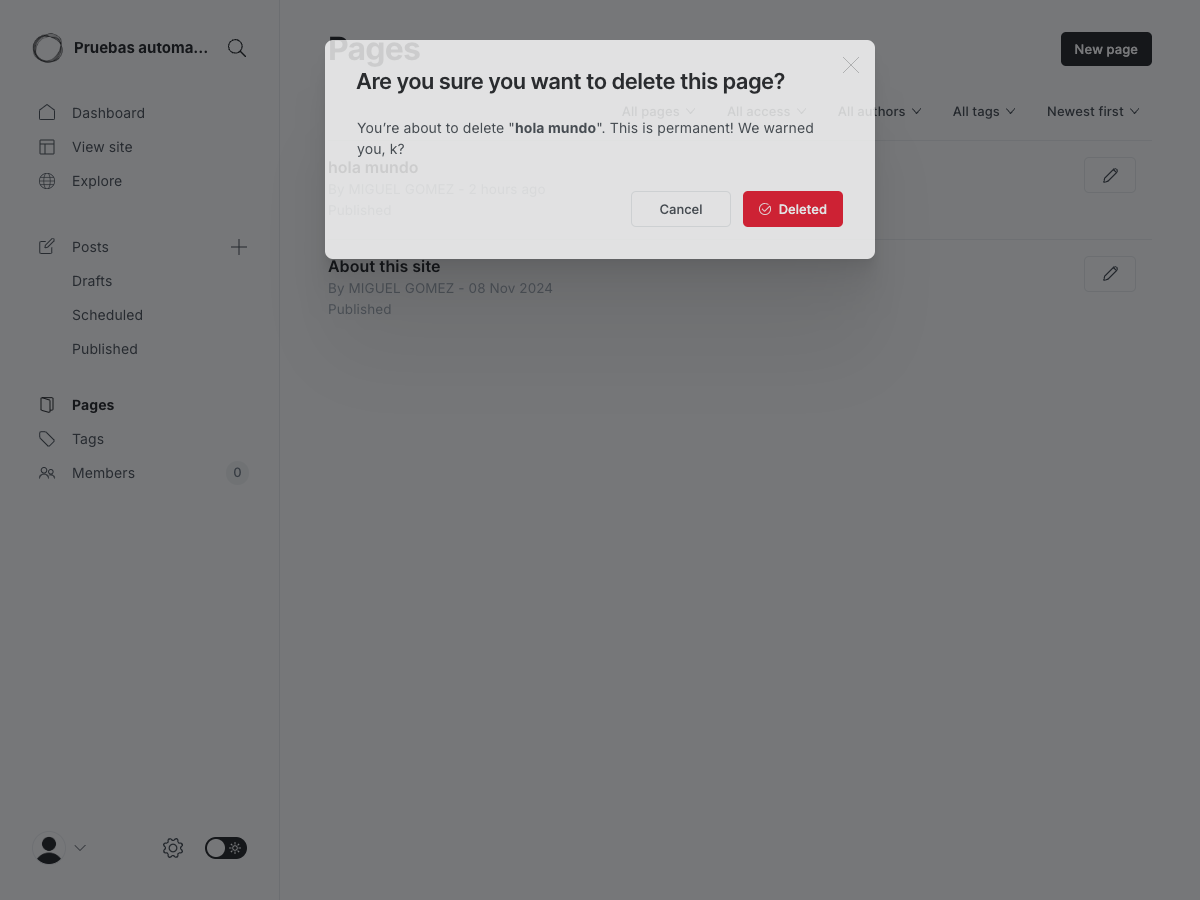 Pruebas automa...
Dashboard
View site
Explore
Posts
Drafts
Scheduled
Published
Pages
Tags
Members
0
Pages
New page
All pages
All access
All authors
All tags
Newest first
Are you sure you want to delete this page?
You're about to delete "hola mundo". This is permanent! We warned
you, k?
Cancel
Deleted
hola mundo
By MIGUEL GOMEZ - 2 hours ago
Published
About this site
By MIGUEL GOMEZ - 08 Nov 2024
Published